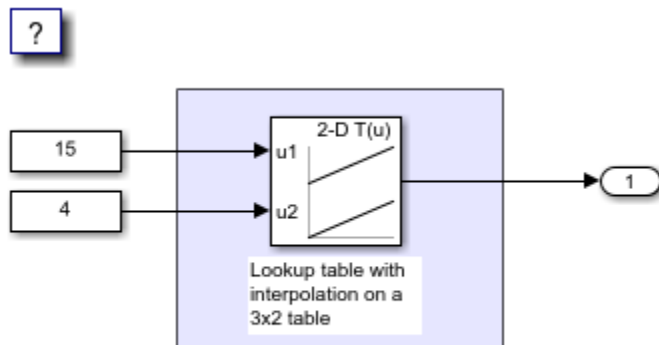 ?
2-D T(u)
15
u1
1
4
u2
Lookup table with
interpolation on a
3x2 table